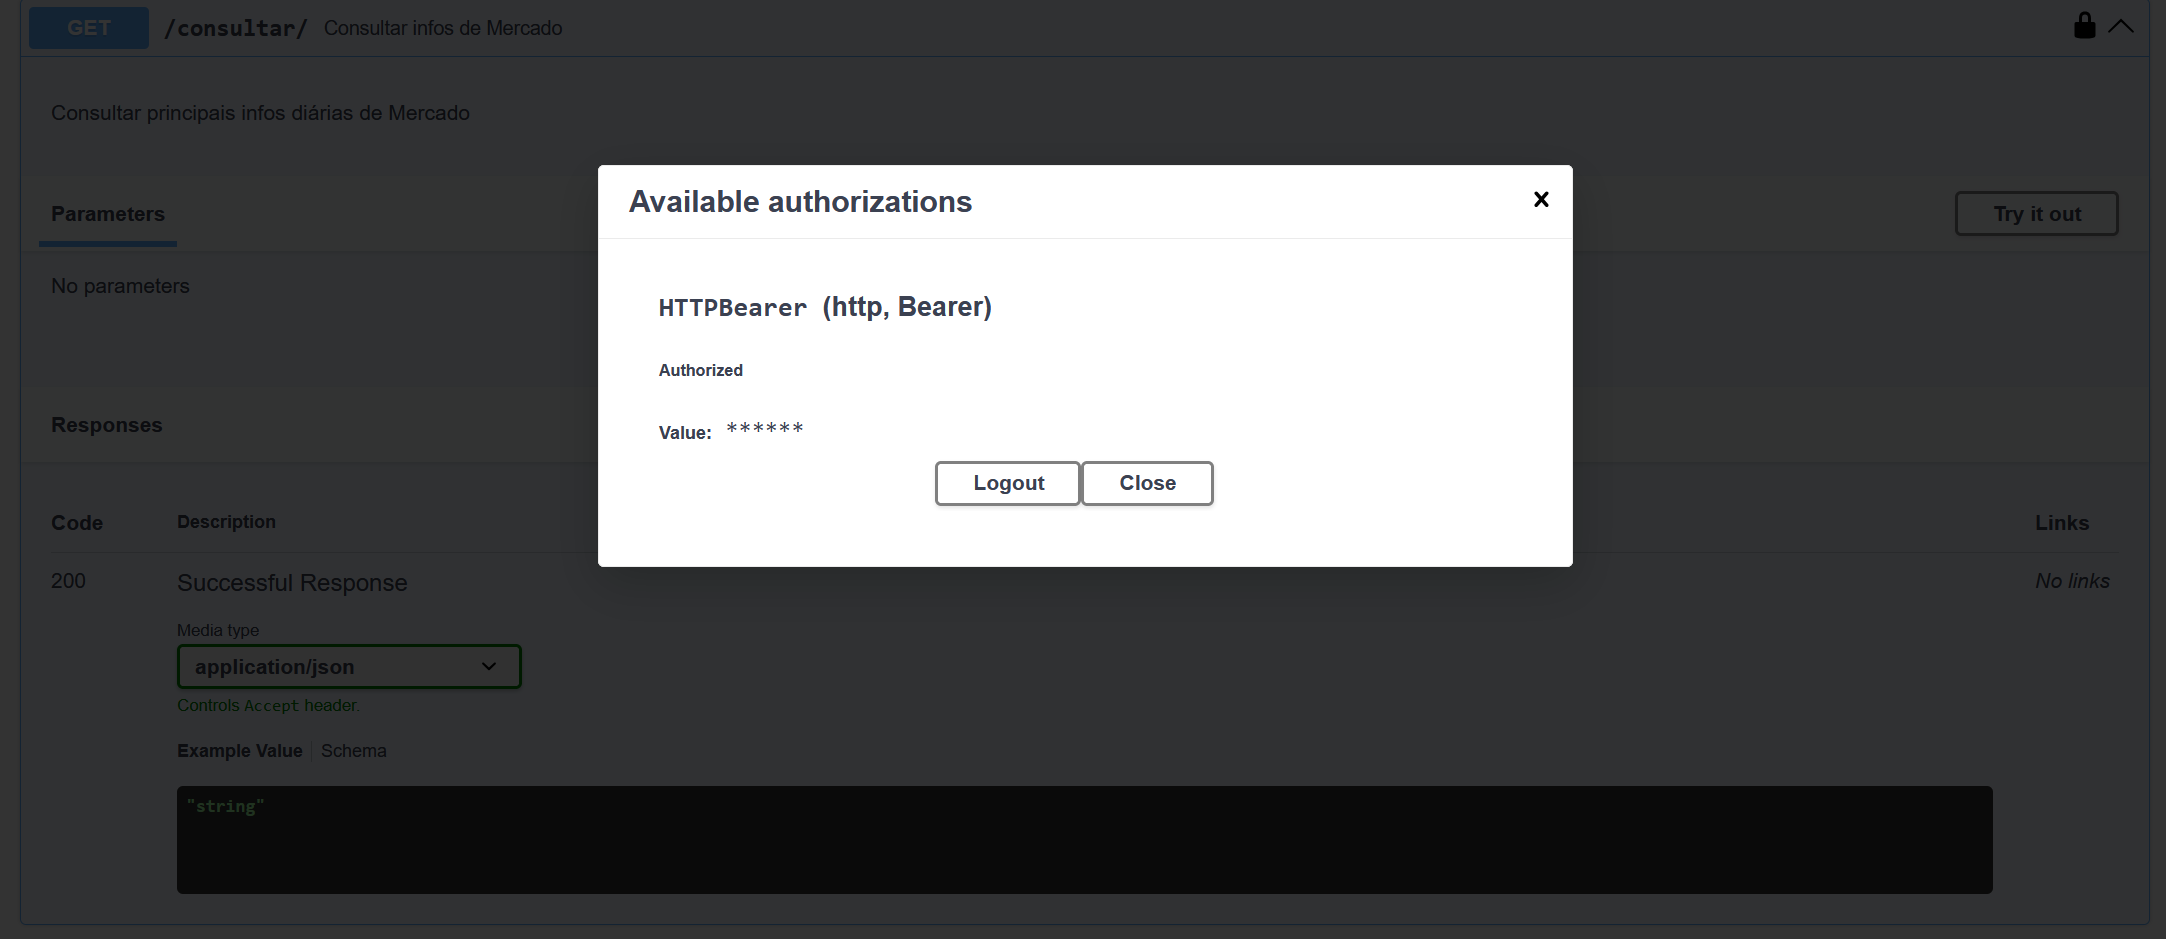 GET /consultar/ Consultar infos de Mercado
Consultar principais infos diárias de Mercado
Available authorizations
Parameters
Try it out
HTTPBearer (http, Bearer)
No parameters
Authorized
Value: ******
Responses
Logout Close
Code Description Links
200 Successful Response No links
Media type
application/json
Controls Accept header.
Example Value Schema
"string"